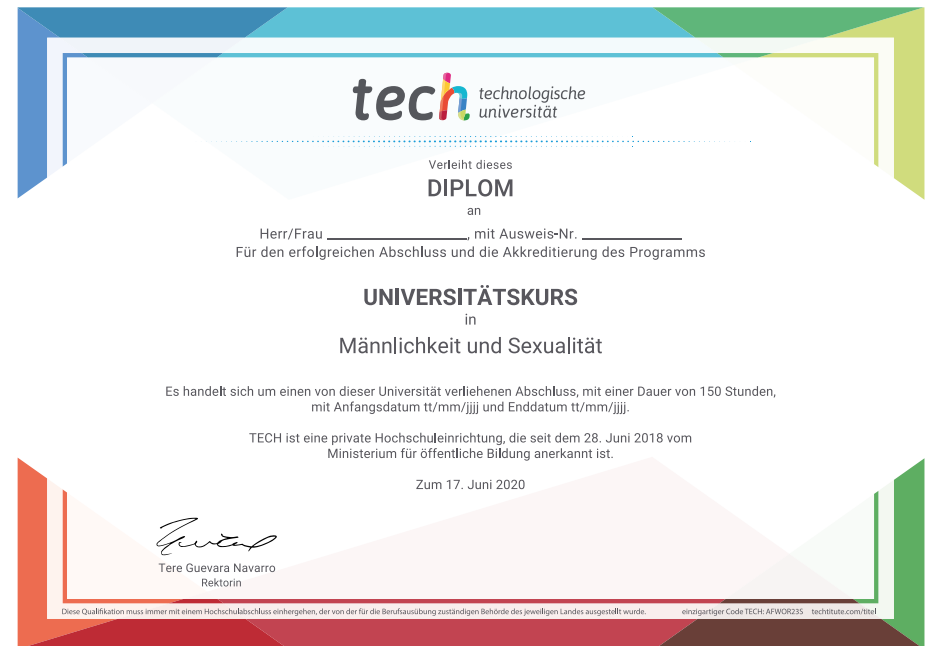 tech technologische
universität
Verleiht dieses
DIPLOM
an
Herr/Frau ____________________, mit Ausweis-Nr. ______________
Für den erfolgreichen Abschluss und die Akkreditierung des Programms
UNIVERSITÄTSKURS
in
Männlichkeit und Sexualität
Es handelt sich um einen von dieser Universität verliehenen Abschluss, mit einer Dauer von 150 Stunden,
mit Anfangsdatum tt/mm/jjjj und Enddatum tt/mm/jjjj.
TECH ist eine private Hochschuleinrichtung, die seit dem 28. Juni 2018 vom
Ministerium für öffentliche Bildung anerkannt ist.
Zum 17. Juni 2020
Tere Guevara Navarro
Rektorin
Diese Qualifikation muss immer mit einem Hochschulabschluss einhergehen, der von der für die Berufsausübung zuständigen Behörde des jeweiligen Landes ausgestellt wurde. einzigartiger Code TECH: AFWOR23S techtitute.com/titel